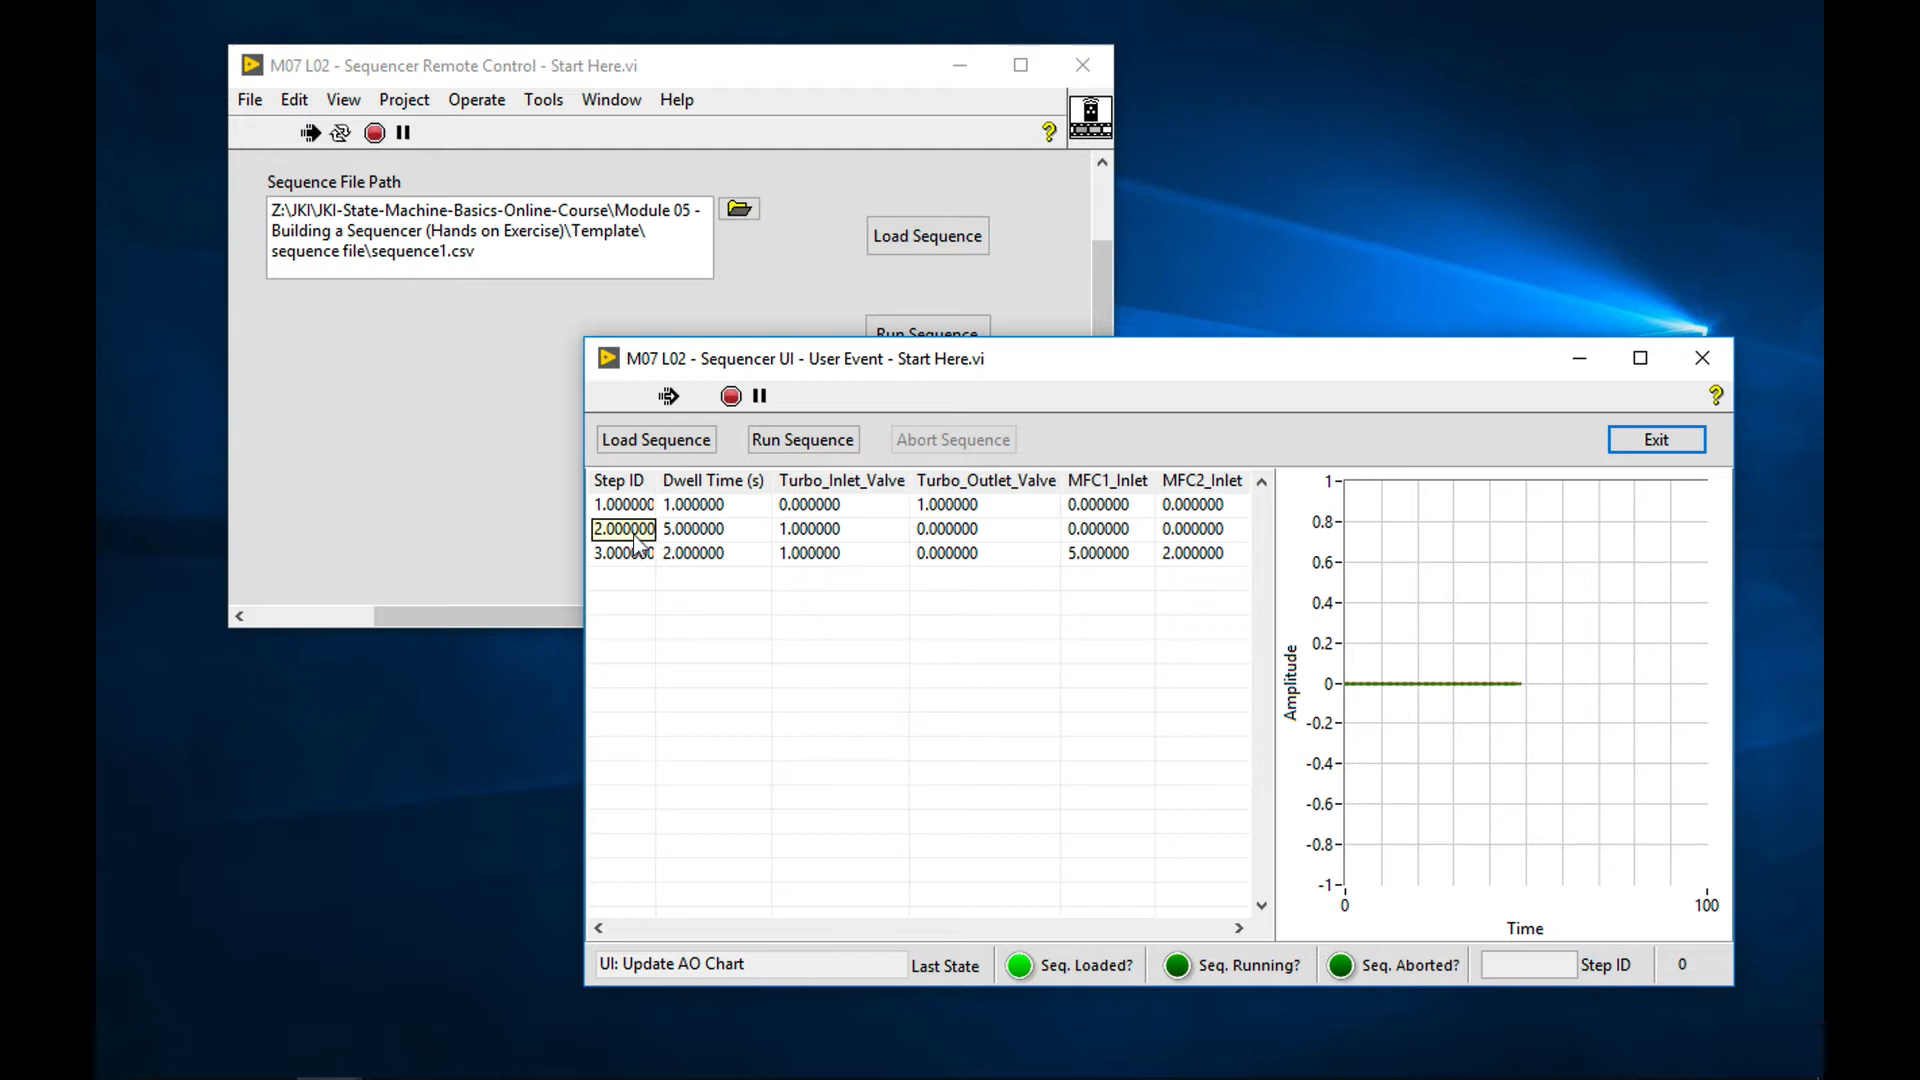 M07 L02 - Sequencer Remote Control - Start Here.vi
File Edit View Project Operate Tools Window Help
Sequence File Path
Z:\JKI\JKI-State-Machine-Basics-Online-Course\Module 05 -
Building a Sequencer (Hands on Exercise)\Template\
sequence file\sequence1.csv
Load Sequence
Run Sequence
M07 L02 - Sequencer UI - User Event - Start Here.vi
Load Sequence Run Sequence Abort Sequence Exit
Step ID Dwell Time (s) Turbo_Inlet_Valve Turbo_Outlet_Valve MFC1_Inlet MFC2_Inlet
1.000000 1.000000 0.000000 1.000000 0.000000 0.000000
2.000000 5.000000 1.000000 0.000000 0.000000 0.000000
3.000000 2.000000 1.000000 0.000000 5.000000 2.000000
1
0.8
0.6
0.4
0.2
0
-0.2
-0.4
-0.6
-0.8
-1
Amplitude
0 100
Time
UI: Update AO Chart Last State Seq. Loaded? Seq. Running? Seq. Aborted? Step ID 0